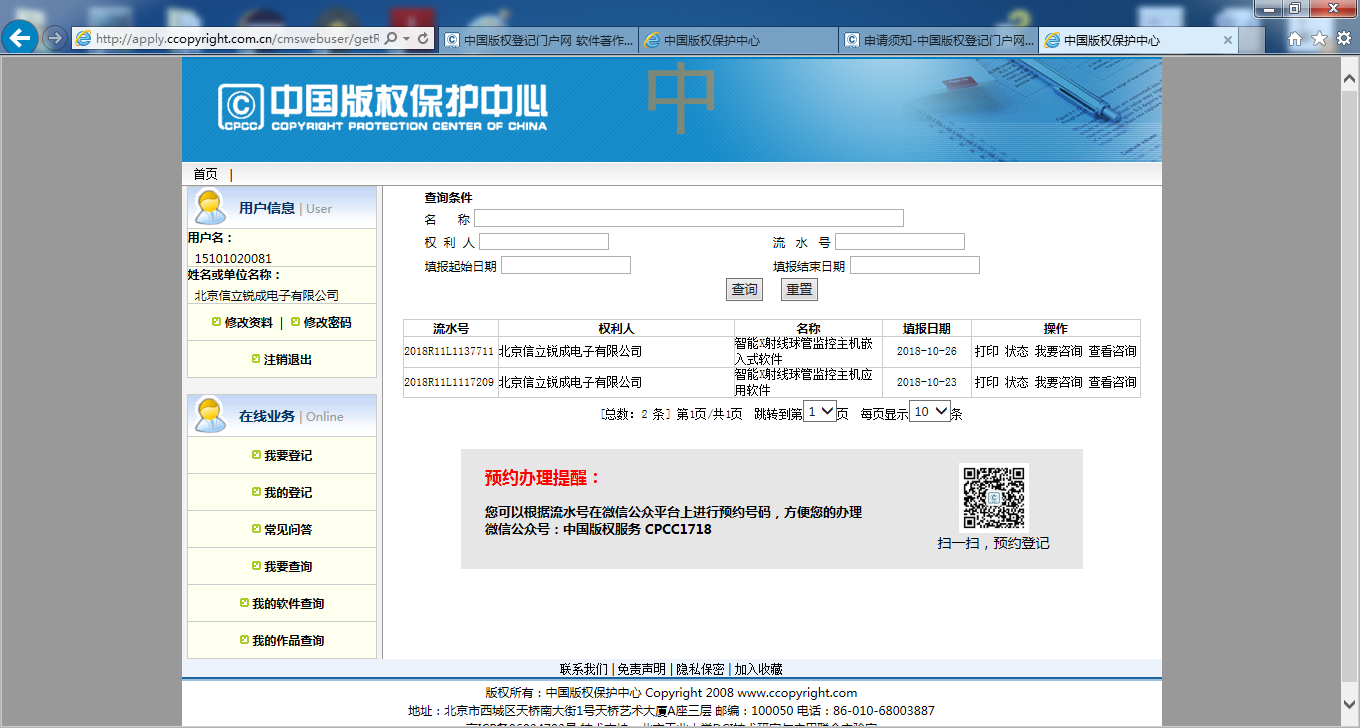 http://apply.ccopyright.com.cn/cmswebuser/getR
中国版权登记门户网 软件著作...
中国版权保护中心
申请须知-中国版权登记门户网...
中国版权保护中心
CPCC
中国版权保护中心
COPYRIGHT PROTECTION CENTER OF CHINA
中
首页 |
用户信息 | User
用户名：
15101020081
姓名或单位名称：
北京信立锐成电子有限公司
修改资料 | 修改密码
注销退出
在线业务 | Online
我要登记
我的登记
常见问答
我要查询
我的软件查询
我的作品查询
查询条件
名 称
权 利 人 流 水 号
填报起始日期 填报结束日期
查询 重置
流水号 权利人 名称 填报日期 操作
2018R11L1137711 北京信立锐成电子有限公司 智能X射线球管监控主机嵌入式软件 2018-10-26 打印 状态 我要咨询 查看咨询
2018R11L1117209 北京信立锐成电子有限公司 智能X射线球管监控主机应用软件 2018-10-23 打印 状态 我要咨询 查看咨询
[总数: 2 条] 第1页/共1页 跳转到第 1 页 每页显示 10 条
预约办理提醒：
您可以根据流水号在微信公众平台上进行预约号码，方便您的办理
微信公众号：中国版权服务 CPCC1718
扫一扫，预约登记
联系我们 | 免责声明 | 隐私保密 | 加入收藏
版权所有：中国版权保护中心 Copyright 2008 www.ccopyright.com
地址：北京市西城区天桥南大街1号天桥艺术大厦A座三层 邮编：100050 电话：86-010-68003887